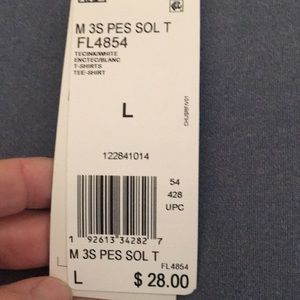 M 3S PES SOL T
FL4854
TECINK/WHITE
ENCTEC/BLANC
T-SHIRTS
TEE-SHIRT
L
122841014
54
428
UPC
1 92613 34282 7
M 3S PES SOL T
FL4854
L
$ 28.00